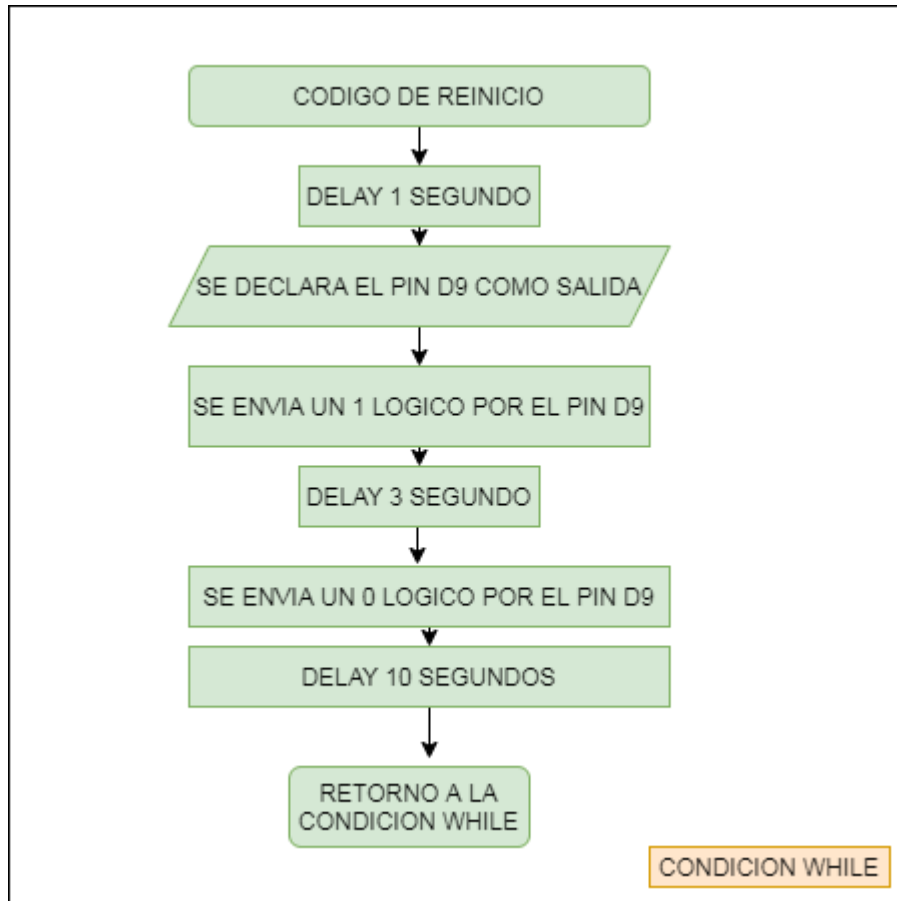 CODIGO DE REINICIO
DELAY 1 SEGUNDO
SE DECLARA EL PIN D9 COMO SALIDA
SE ENVIA UN 1 LOGICO POR EL PIN D9
DELAY 3 SEGUNDO
SE ENVIA UN 0 LOGICO POR EL PIN D9
DELAY 10 SEGUNDOS
RETORNO A LA
CONDICION WHILE
CONDICION WHILE